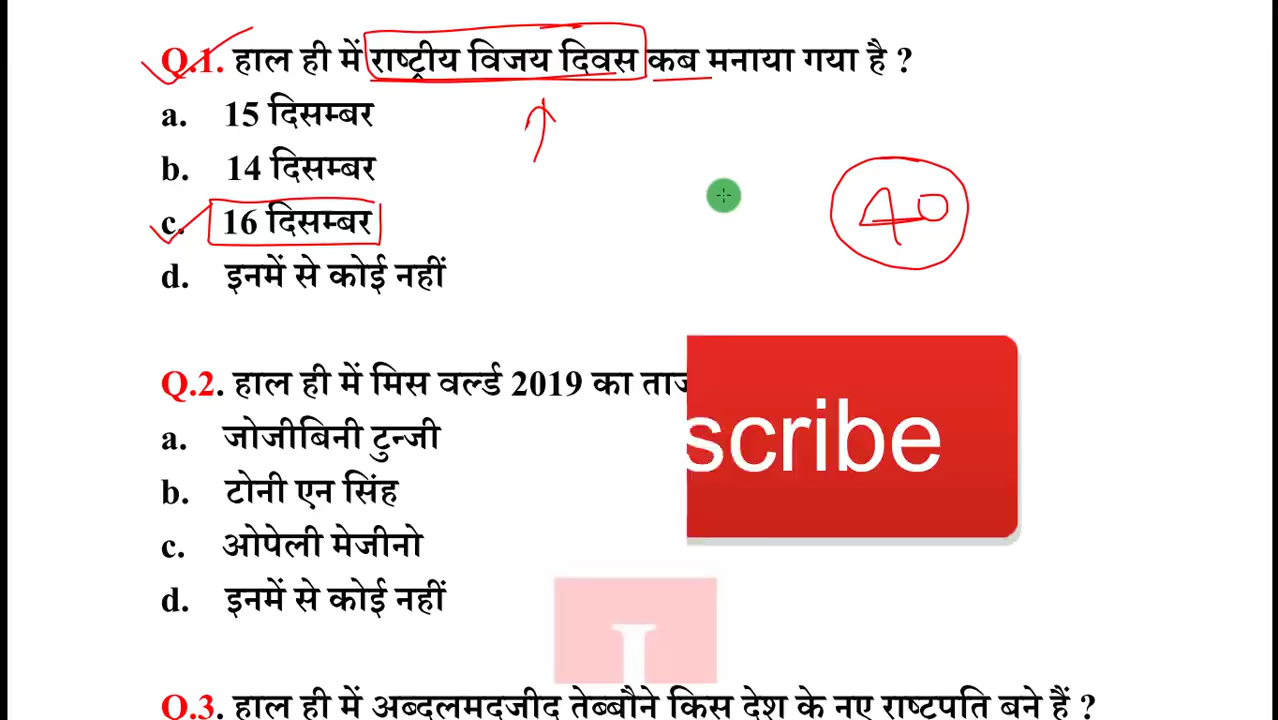 Q.1. हाल ही में राष्ट्रीय विजय दिवस कब मनाया गया है ?
a. 15 दिसम्बर
b. 14 दिसम्बर
c. 16 दिसम्बर
d. इनमें से कोई नहीं
40
Q.2. हाल ही में मिस वर्ल्ड 2019 का
scribe
a. जोजीबिनी टुन्जी
b. टोनी एन सिंह
c. ओपेली मेजीनो
d. इनमें से कोई नहीं
Q.3. हाल ही में अब्दलमदजीद तेब्बौने किस देश के नए राष्टपति बने हैं ?